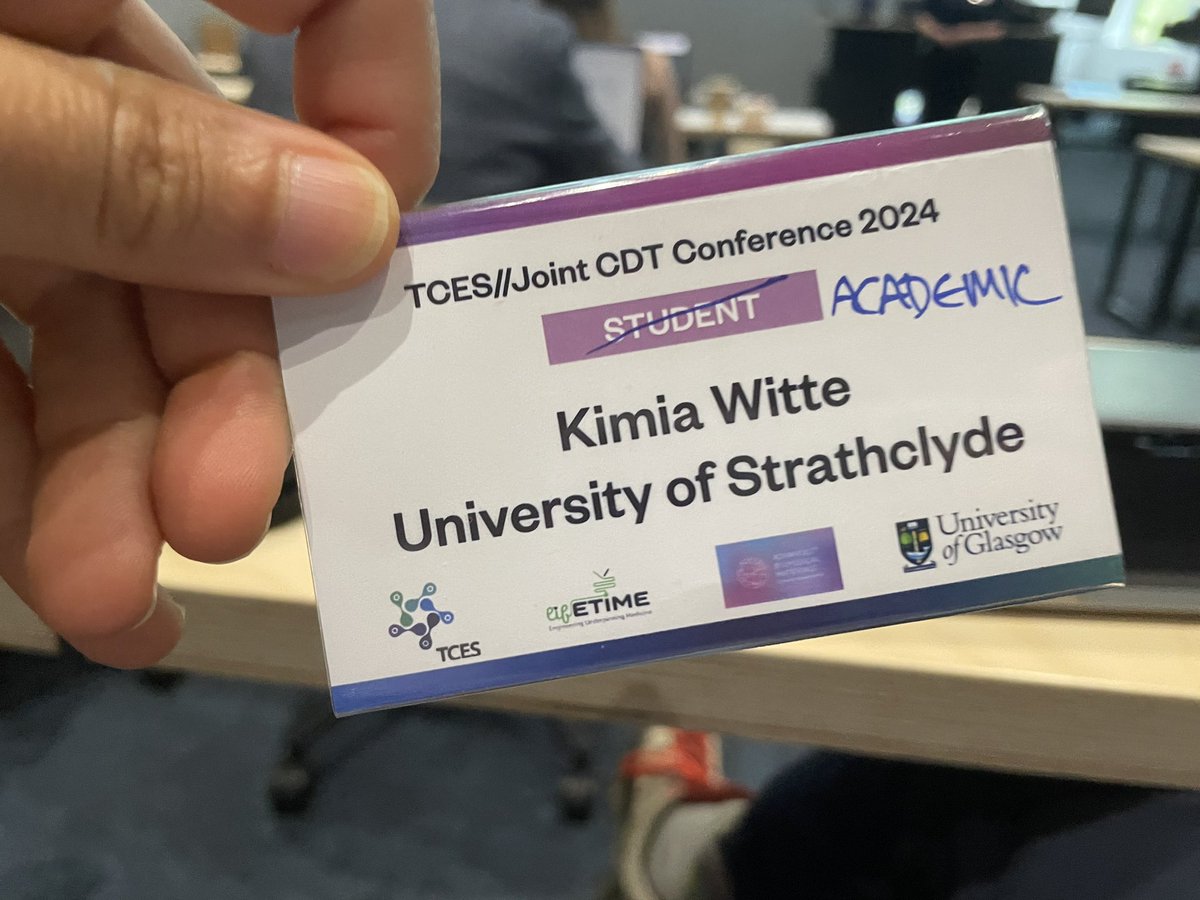 TCES//Joint CDT Conference 2024
STUDENT ACADEMIC
Kimia Witte
University of Strathclyde
TCES
lifETIME
Engineering Underpinning Medicine
University
of Glasgow